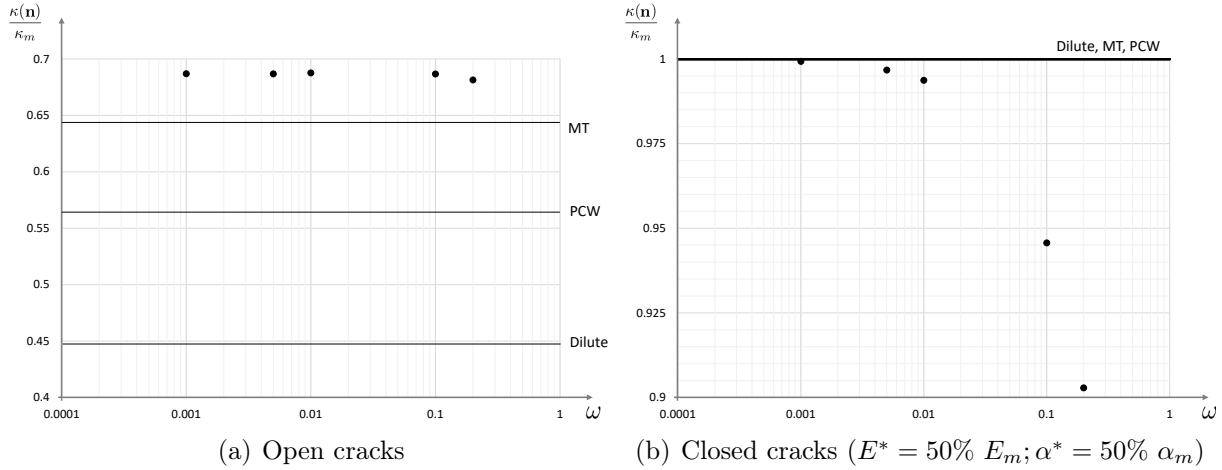 κ(n)
κm
0.7
0.65
MT
0.6
PCW
0.55
0.5
0.45
Dilute
0.4
0.0001 0.001 0.01 0.1 1 ω
(a) Open cracks
κ(n)
κm
Dilute, MT, PCW
1
0.975
0.95
0.925
0.9
0.0001 0.001 0.01 0.1 1 ω
(b) Closed cracks (E* = 50% Em; α* = 50% αm)